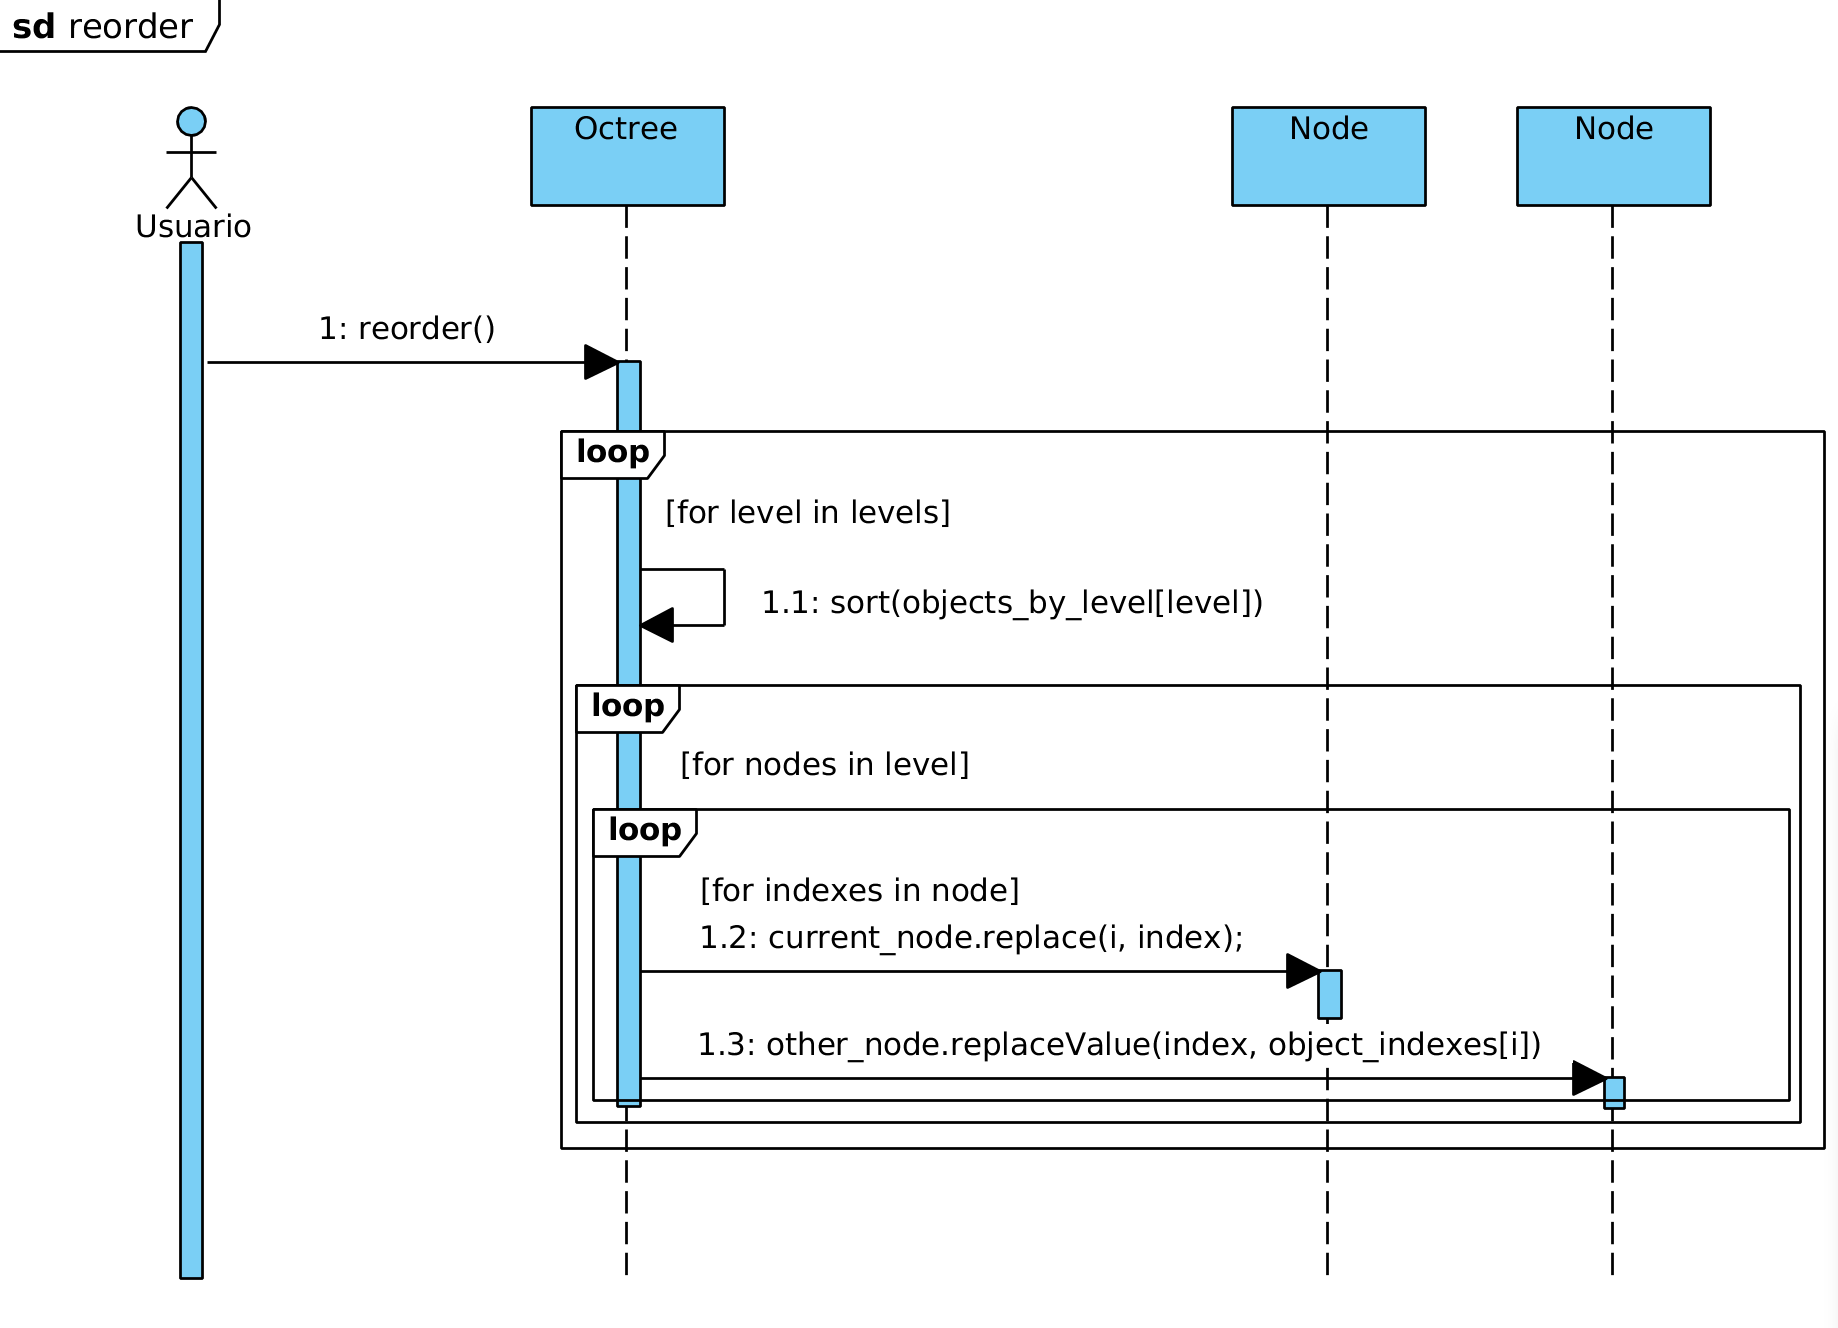 sd reorder
Octree
Node
Node
Usuario
1: reorder()
loop
[for level in levels]
1.1: sort(objects_by_level[level])
loop
[for nodes in level]
loop
[for indexes in node]
1.2: current_node.replace(i, index);
1.3: other_node.replaceValue(index, object_indexes[i])